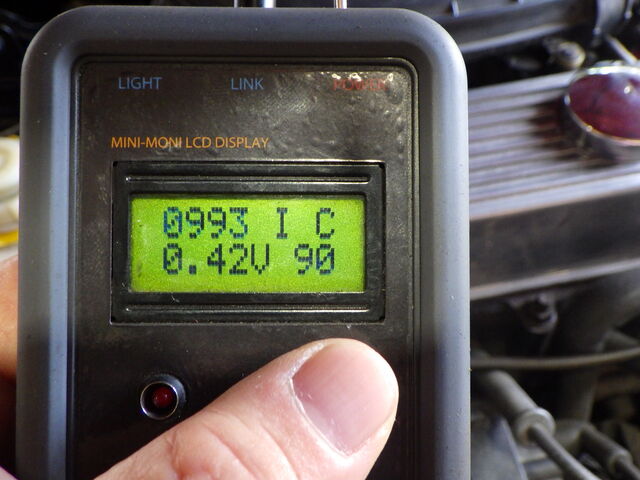 LIGHT LINK POWER
MINI-MONI LCD DISPLAY
0993 I C
0.42V 90